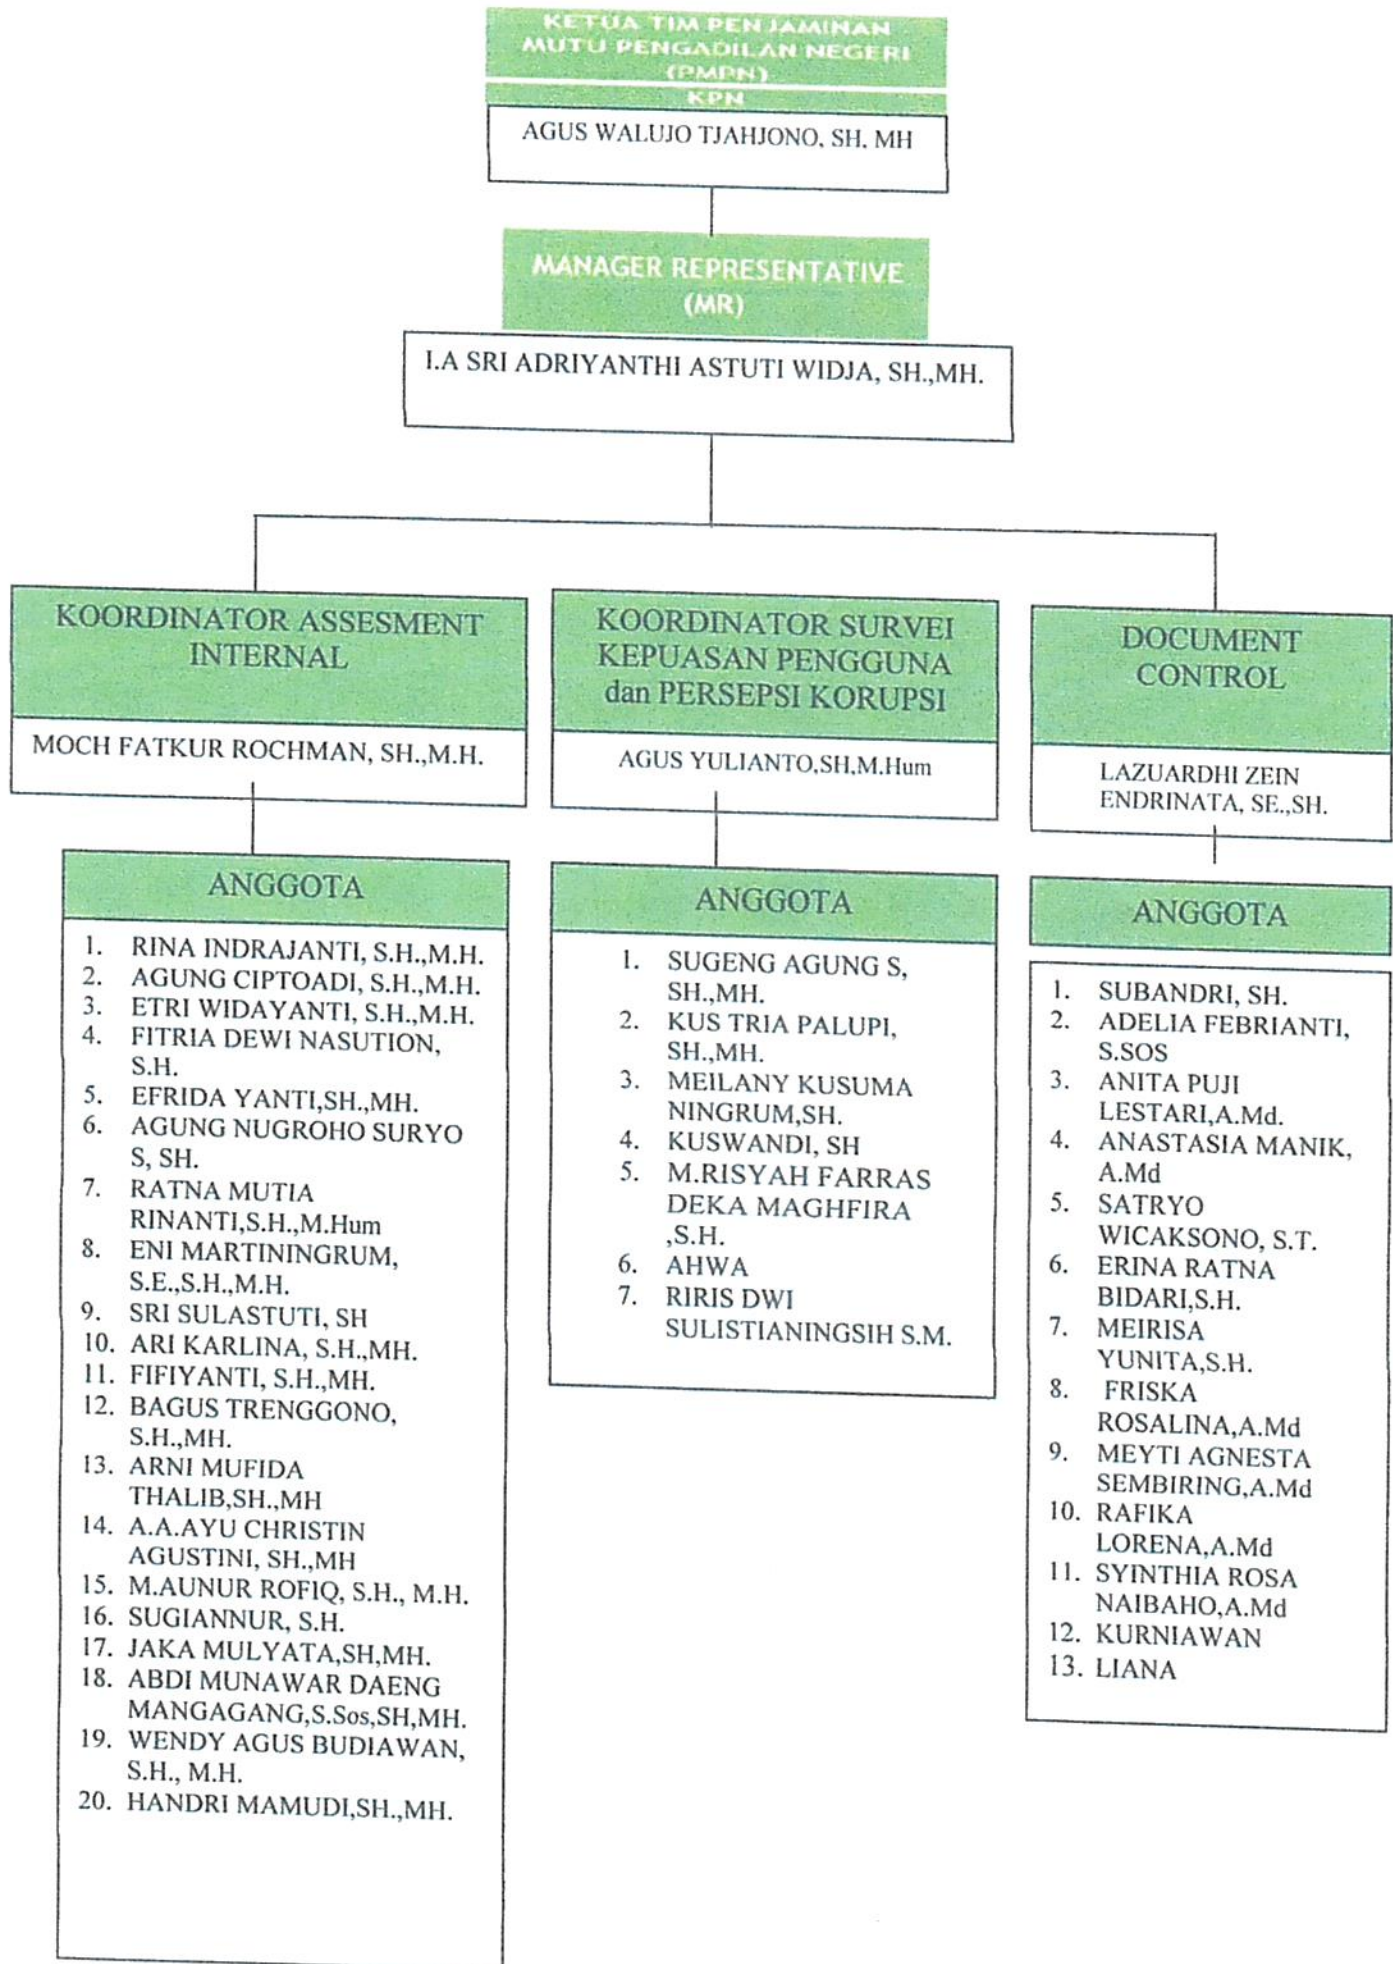 KETUA TIM PENJAMINAN
MUTU PENGADILAN NEGERI
(PMPN)
KPN
AGUS WALUJO TJAHJONO, SH, MH
MANAGER REPRESENTATIVE
(MR)
I.A SRI ADRIYANTHI ASTUTI WIDJA, SH.,MH.
KOORDINATOR ASSESMENT
INTERNAL
MOCH FATKUR ROCHMAN, SH.,M.H.
ANGGOTA
1. RINA INDRAJANTI, S.H.,M.H.
2. AGUNG CIPTOADI, S.H.,M.H.
3. ETRI WIDAYANTI, S.H.,M.H.
4. FITRIA DEWI NASUTION,
S.H.
5. EFRIDA YANTI,SH.,MH.
6. AGUNG NUGROHO SURYO
S, SH.
7. RATNA MUTIA
RINANTI,S.H.,M.Hum
8. ENI MARTININGRUM,
S.E.,S.H.,M.H.
9. SRI SULASTUTI, SH
10. ARI KARLINA, S.H.,MH.
11. FIFIYANTI, S.H.,MH.
12. BAGUS TRENGGONO,
S.H.,MH.
13. ARNI MUFIDA
THALIB,SH.,MH
14. A.A.AYU CHRISTIN
AGUSTINI, SH.,MH
15. M.AUNUR ROFIQ, S.H., M.H.
16. SUGIANNUR, S.H.
17. JAKA MULYATA,SH,MH.
18. ABDI MUNAWAR DAENG
MANGAGANG,S.Sos,SH,MH.
19. WENDY AGUS BUDIAWAN,
S.H., M.H.
20. HANDRI MAMUDI,SH.,MH.
KOORDINATOR SURVEI
KEPUASAN PENGGUNA
dan PERSEPSI KORUPSI
AGUS YULIANTO,SH,M.Hum
ANGGOTA
1. SUGENG AGUNG S,
SH.,MH.
2. KUS TRIA PALUPI,
SH.,MH.
3. MEILANY KUSUMA
NINGRUM,SH.
4. KUSWANDI, SH
5. M.RISYAH FARRAS
DEKA MAGHFIRA
,S.H.
6. AHWA
7. RIRIS DWI
SULISTIANINGSIH S.M.
DOCUMENT
CONTROL
LAZUARDHI ZEIN
ENDRINATA, SE.,SH.
ANGGOTA
1. SUBANDRI, SH.
2. ADELIA FEBRIANTI,
S.SOS
3. ANITA PUJI
LESTARI,A.Md.
4. ANASTASIA MANIK,
A.Md
5. SATRYO
WICAKSONO, S.T.
6. ERINA RATNA
BIDARI,S.H.
7. MEIRISA
YUNITA,S.H.
8. FRISKA
ROSALINA,A.Md
9. MEYTI AGNESTA
SEMBIRING,A.Md
10. RAFIKA
LORENA,A.Md
11. SYINTHIA ROSA
NAIBAHO,A.Md
12. KURNIAWAN
13. LIANA